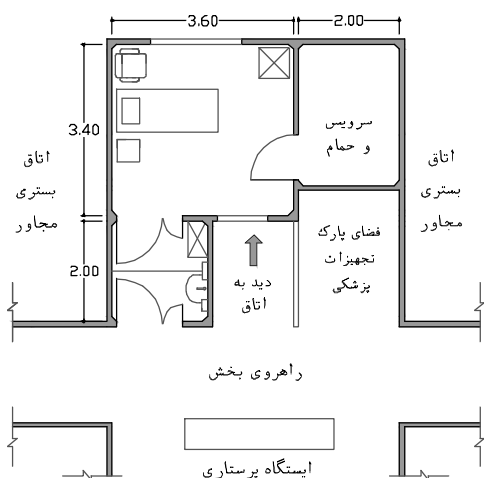 3.60
2.00
3.40
2.00
اتاق
بستری
مجاور
سرویس
و حمام
اتاق
بستری
مجاور
فضای پارک
تجهیزات
پزشکی
دید به
اتاق
راهروی بخش
ایستگاه پرستاری